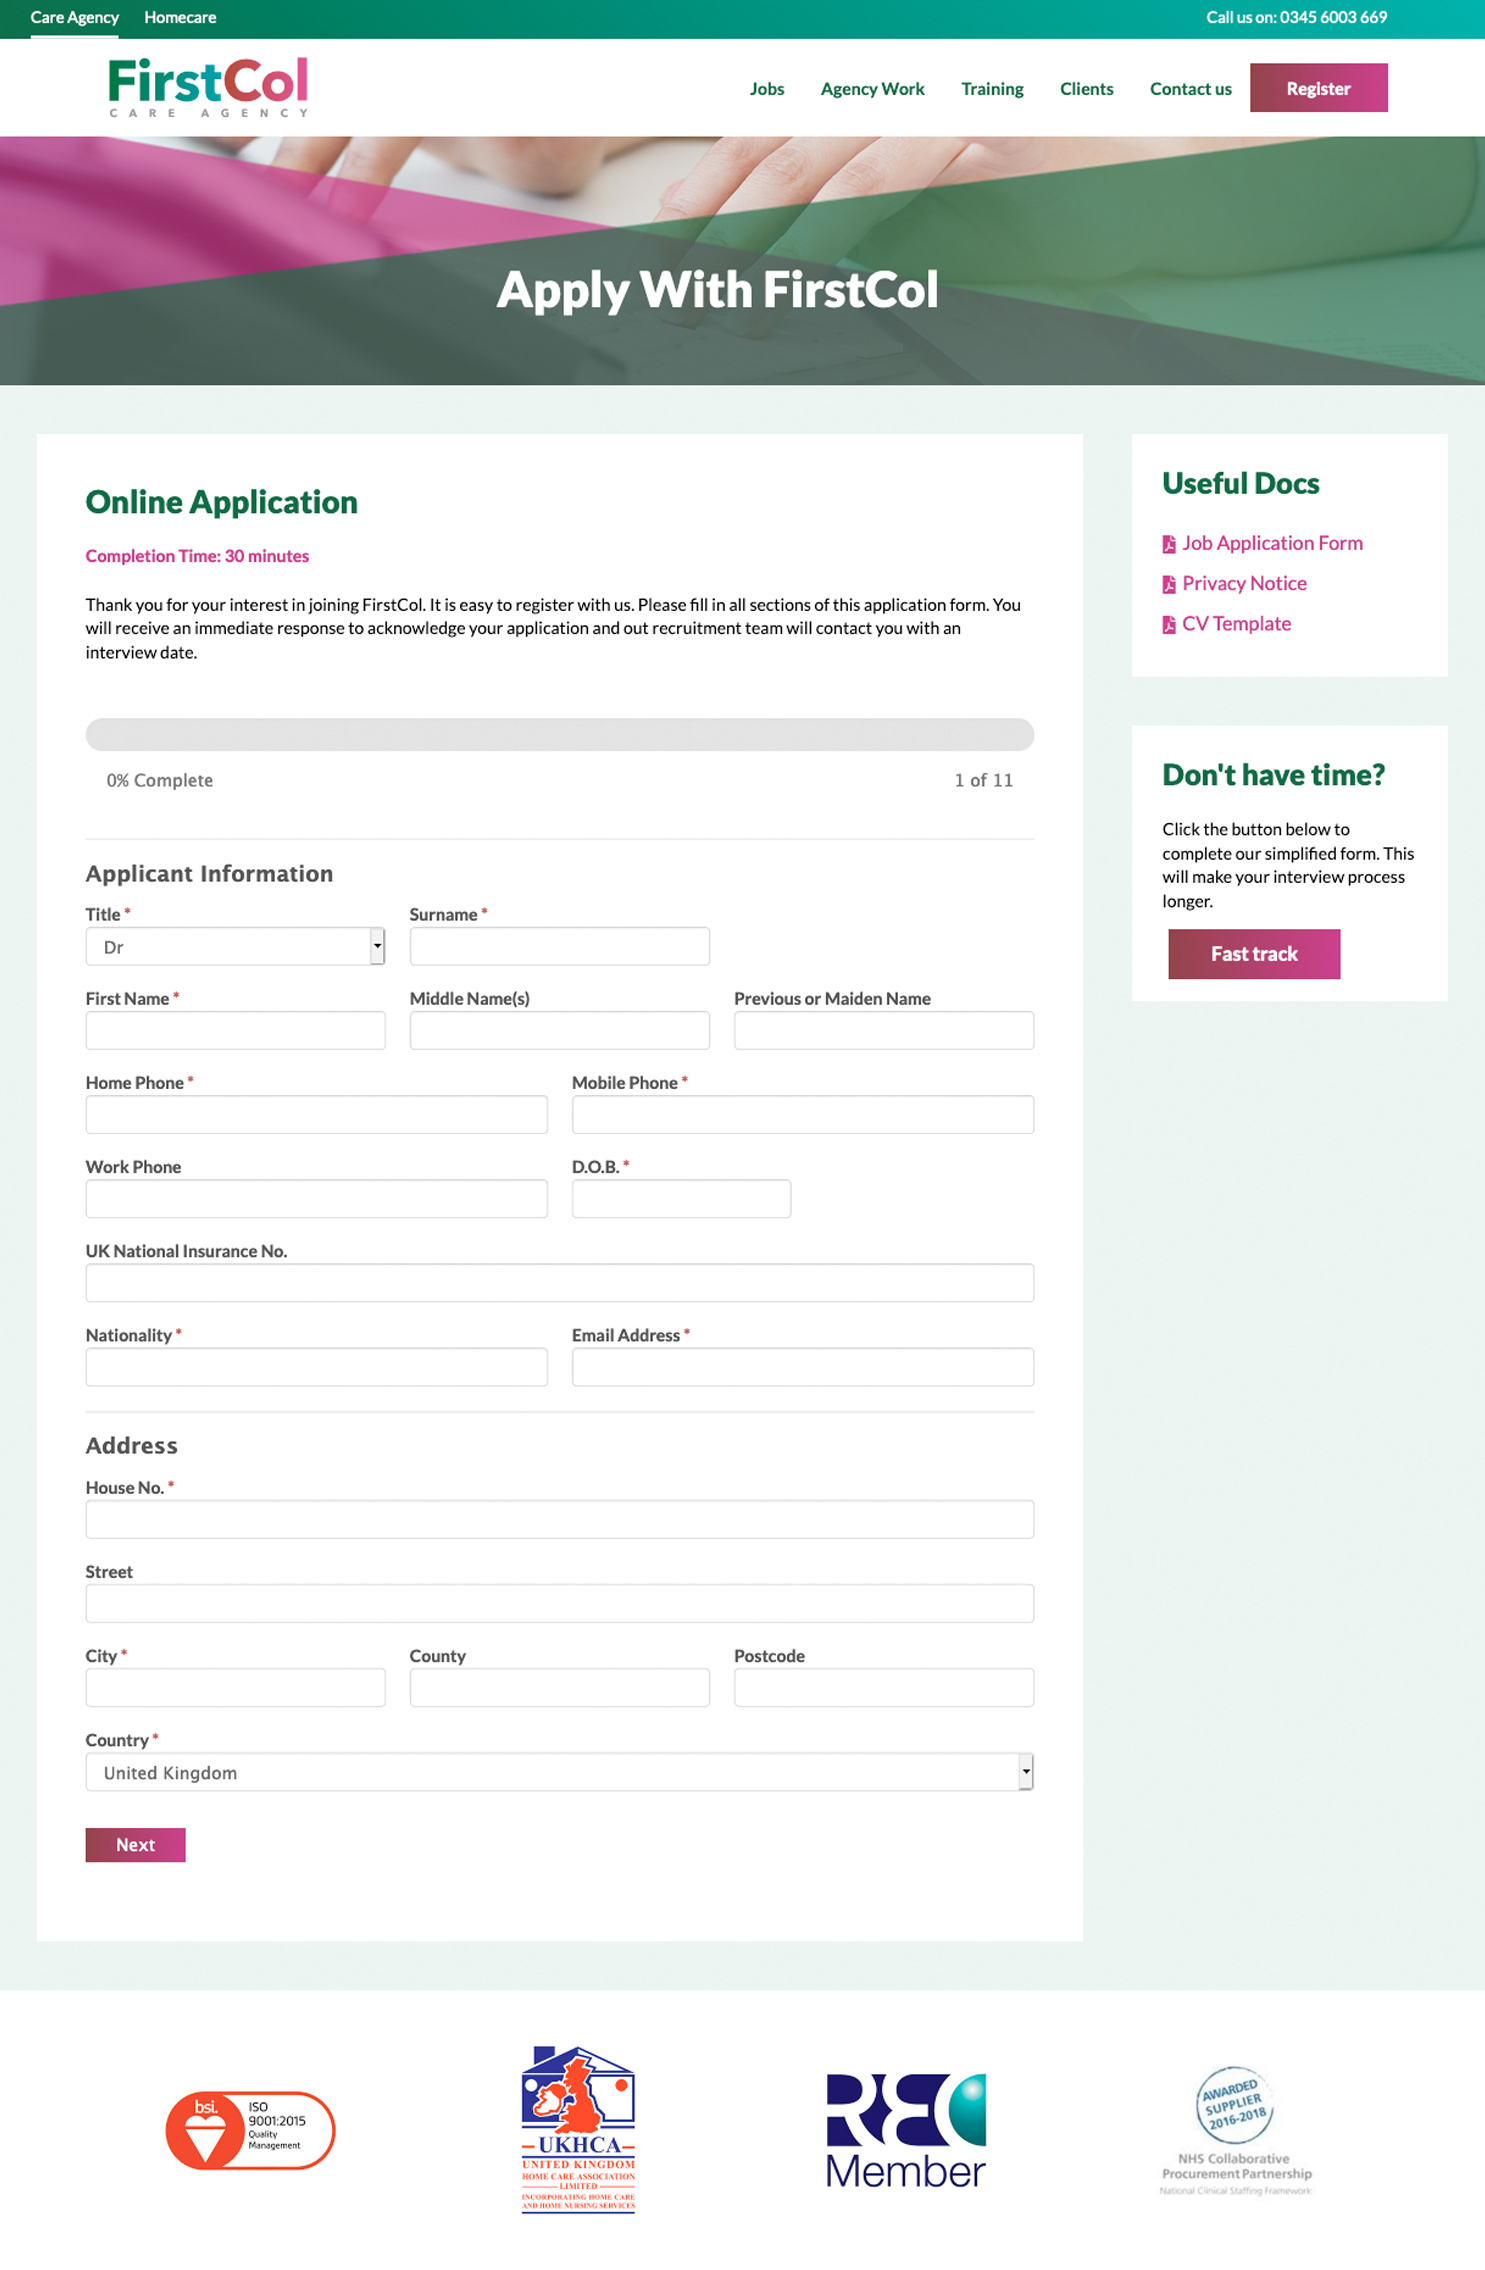 Care Agency Homecare Call us on: 0345 6003 669
FirstCol
CARE AGENCY
Jobs Agency Work Training Clients Contact us Register
Apply With FirstCol
Online Application
Completion Time: 30 minutes
Thank you for your interest in joining FirstCol. It is easy to register with us. Please fill in all sections of this application form. You
will receive an immediate response to acknowledge your application and out recruitment team will contact you with an
interview date.
0% Complete 1 of 11
Applicant Information
Title * Surname *
Dr
First Name * Middle Name(s) Previous or Maiden Name
Home Phone * Mobile Phone *
Work Phone D.O.B. *
UK National Insurance No.
Nationality * Email Address *
Address
House No. *
Street
City * County Postcode
Country *
United Kingdom
Next
Useful Docs
Job Application Form
Privacy Notice
CV Template
Don't have time?
Click the button below to
complete our simplified form. This
will make your interview process
longer.
Fast track
bsi.
ISO
9001:2015
Quality
Management
UKHCA
UNITED KINGDOM
HOME CARE ASSOCIATION
LIMITED
INCORPORATING HOME CARE
AND HOME NURSING SERVICES
REC
Member
AWARDED
SUPPLIER
2016-2018
NHS Collaborative
Procurement Partnership
National Clinical Staffing Framework